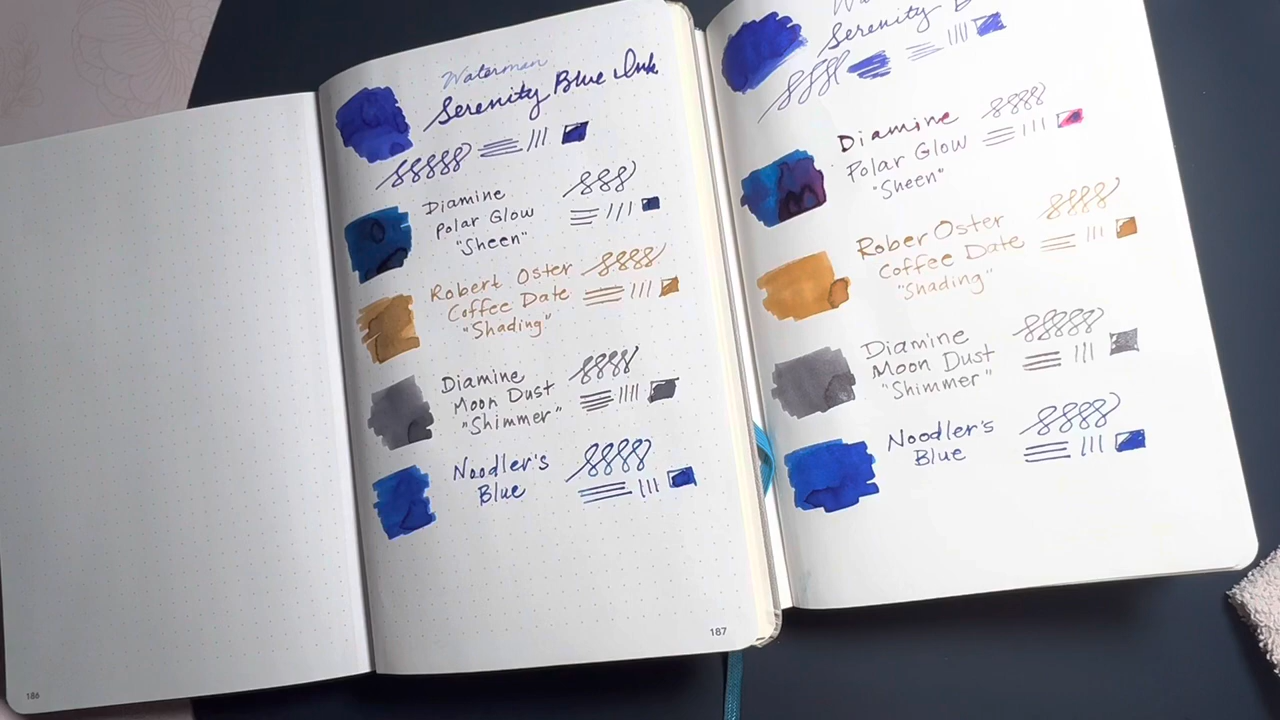 Waterman
Serenity Blue Ink
Diamine
Polar Glow
"Sheen"
Robert Oster
Coffee Date
"Shading"
Diamine
Moon Dust
"Shimmer"
Noodler's
Blue
187
186
Serenity B
Diamine
Polar Glow
"Sheen"
Rober Oster
Coffee Date
"Shading"
Diamine
Moon Dust
"Shimmer"
Noodler's
Blue